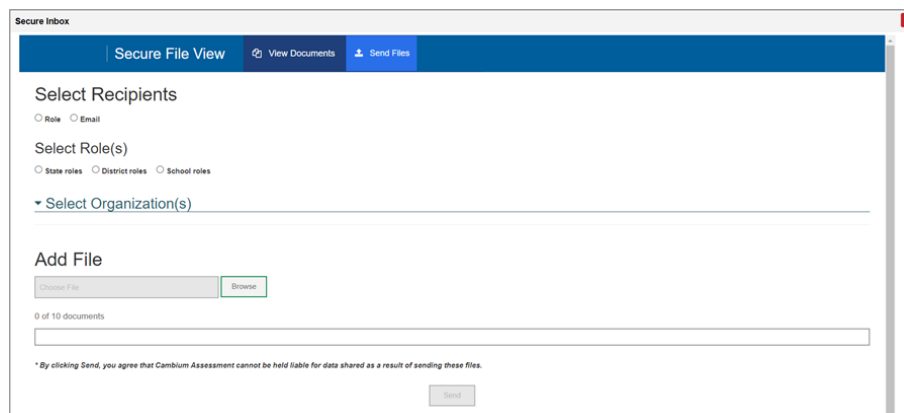 Secure Inbox
Secure File View View Documents Send Files
Select Recipients
Role Email
Select Role(s)
State roles District roles School roles
Select Organization(s)
Add File
Choose File Browse
0 of 10 documents
* By clicking Send, you agree that Cambium Assessment cannot be held liable for data shared as a result of sending these files.
Send